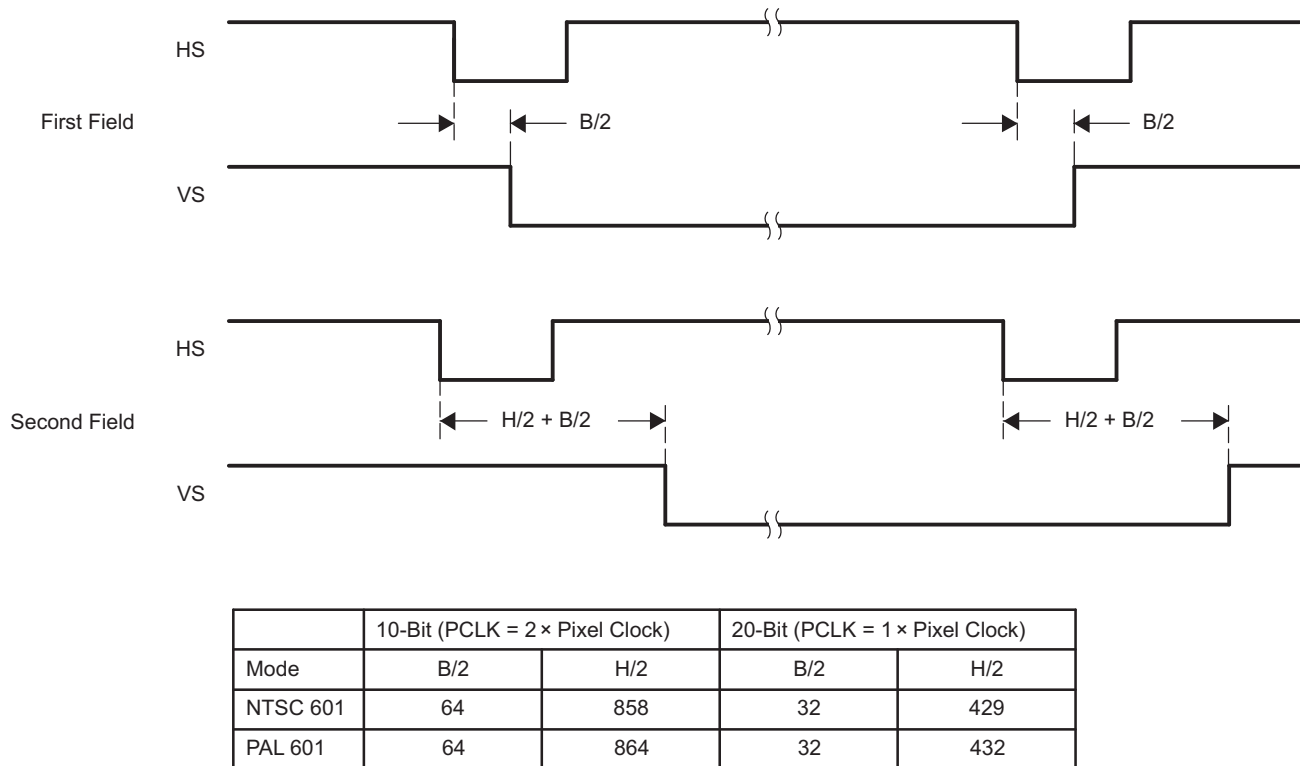 HS
First Field
B/2
B/2
VS
HS
Second Field
H/2 + B/2
H/2 + B/2
VS
10-Bit (PCLK = 2 × Pixel Clock) 20-Bit (PCLK = 1 × Pixel Clock)
Mode B/2 H/2 B/2 H/2
NTSC 601 64 858 32 429
PAL 601 64 864 32 432